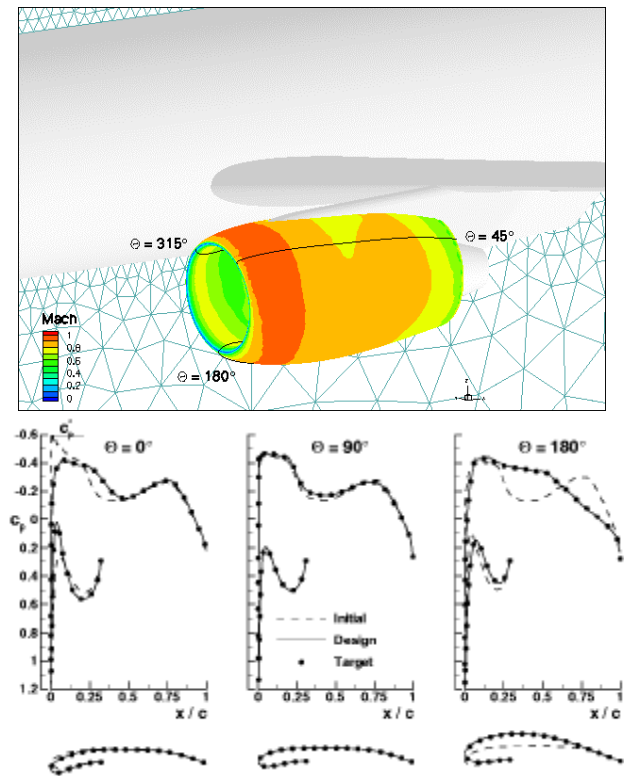 Θ = 315°
Θ = 45°
Mach
1
0.8
0.6
0.4
0.2
0
Θ = 180°
z
-0.6
-0.4
-0.2
0
0.2
0.4
0.6
0.8
1
1.2
cp*
cp
Θ = 0°
Θ = 90°
Θ = 180°
Initial
Design
Target
0 0.25 0.5 0.75 1
0 0.25 0.5 0.75 1
0 0.25 0.5 0.75 1
x / c
x / c
x / c